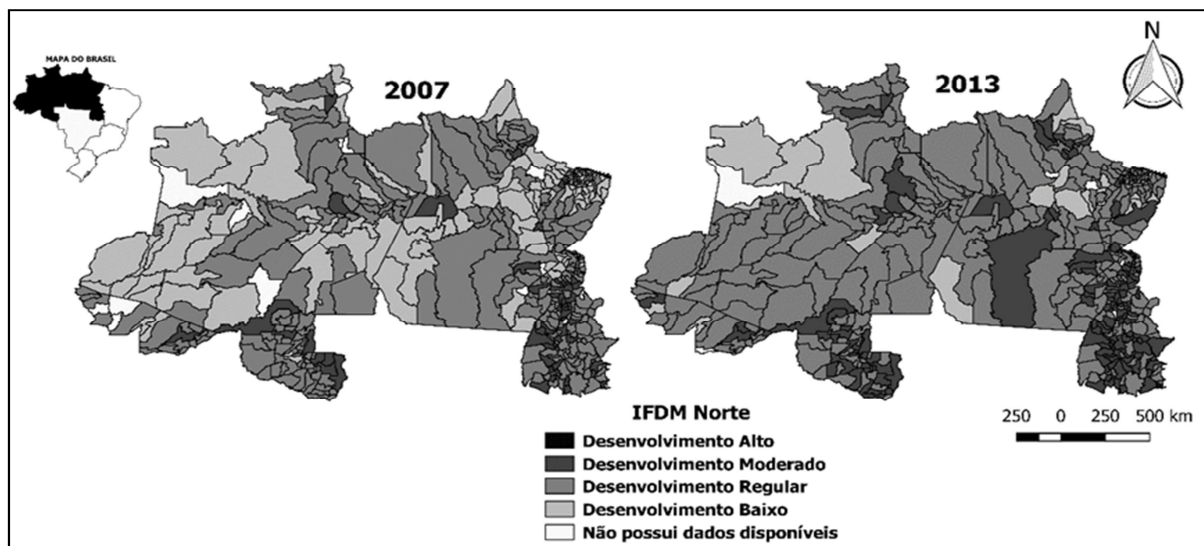 MAPA DO BRASIL
2007
2013
N
IFDM Norte
Desenvolvimento Alto
Desenvolvimento Moderado
Desenvolvimento Regular
Desenvolvimento Baixo
Não possui dados disponíveis
250 0 250 500 km